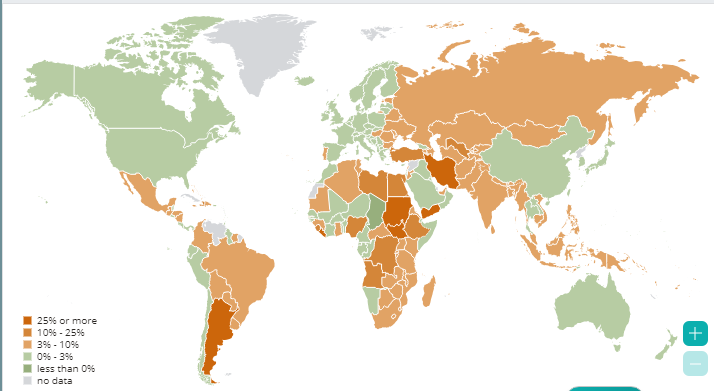 25% or more
10% - 25%
3% - 10%
0% - 3%
less than 0%
no data
+
−